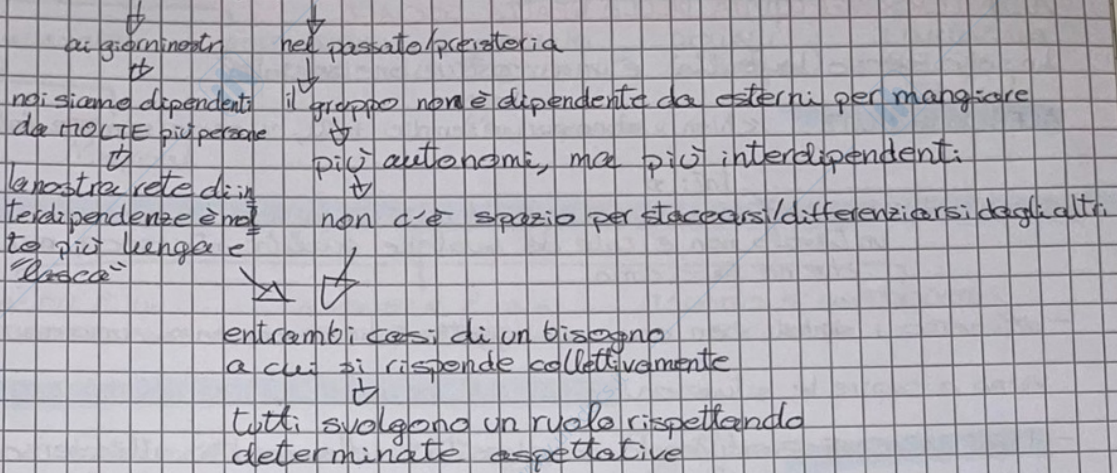 ai giorni nostri
noi siamo dipendenti
da MOLTE più persone
la nostra rete di in
terdipendenze è mol
to più lunga e
"lasca"
nel passato/preistoria
il gruppo non è dipendente da esterni per mangiare
più autonomi, ma più interdipendenti
non c'è spazio per staccarsi/differenziarsi dagli altri
entrambi casi di un bisogno
a cui si risponde collettivamente
tutti svolgono un ruolo rispettando
determinate aspettative